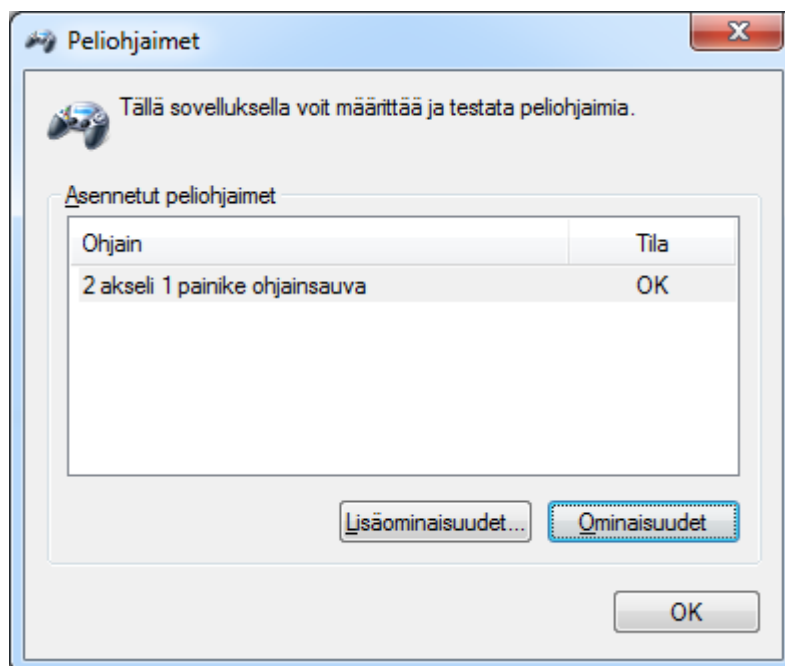 Peliohjaimet
Tällä sovelluksella voit määrittää ja testata peliohjaimia.
Asennetut peliohjaimet
Ohjain Tila
2 akseli 1 painike ohjainsauva OK
Lisäominaisuudet... Ominaisuudet
OK